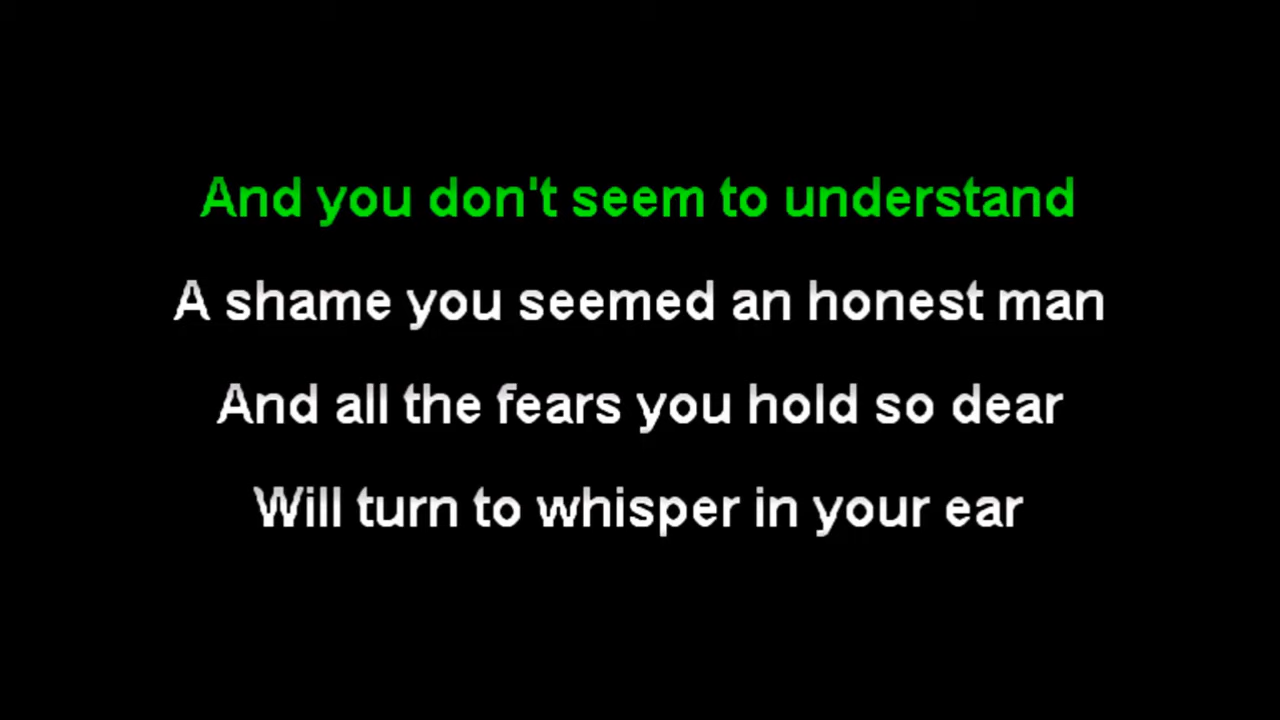 And you don't seem to understand
A shame you seemed an honest man
And all the fears you hold so dear
Will turn to whisper in your ear